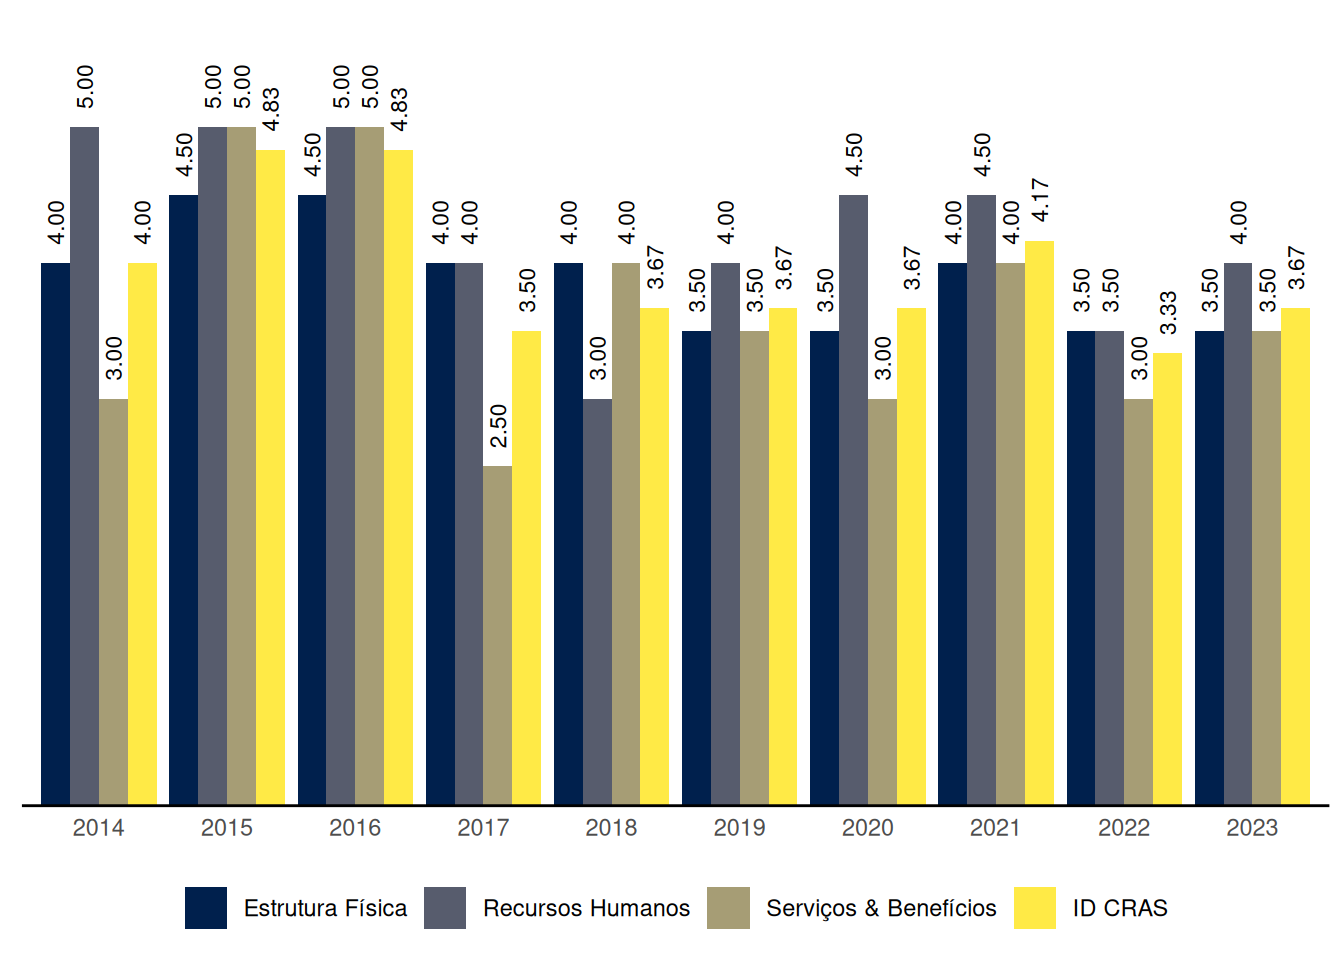 4.00 5.00 3.00 4.00 4.50 5.00 5.00 4.83 4.50 5.00 5.00 4.83 4.00 4.00 2.50 3.50 4.00 3.00 4.00 3.67 3.50 4.00 3.50 3.67 3.50 4.50 3.00 3.67 4.00 4.50 4.00 4.17 3.50 3.50 3.00 3.33 3.50 4.00 3.50 3.67
2014 2015 2016 2017 2018 2019 2020 2021 2022 2023
Estrutura Física Recursos Humanos Serviços & Benefícios ID CRAS